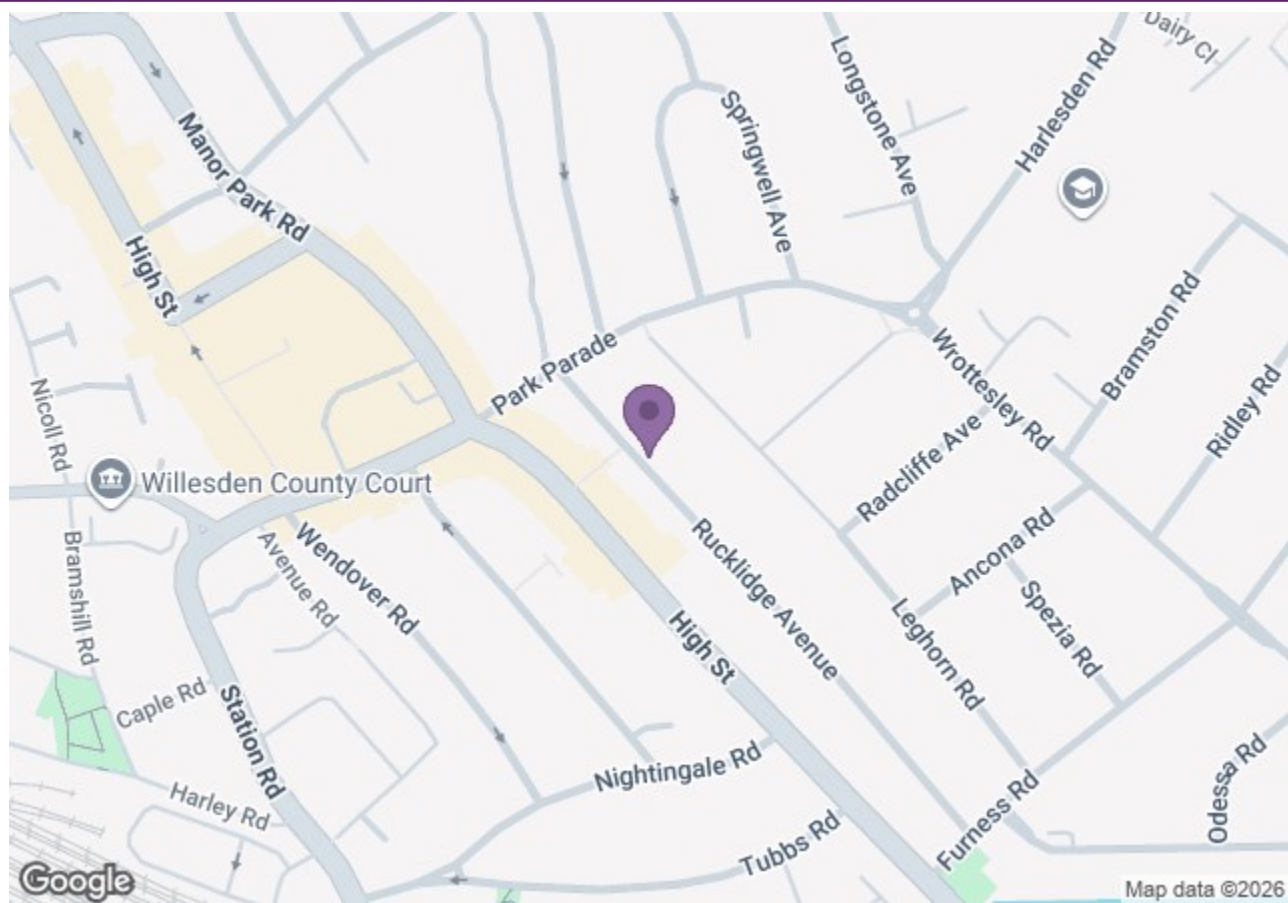 Dairy Cl
Longstone Ave
Harlesden Rd
Springwell Ave
Manor Park Rd
High St
Park Parade
Bramston Rd
Wrottesley Rd
Ridley Rd
Nicoll Rd
Radcliffe Ave
Willesden County Court
Rucklidge Avenue
Ancona Rd
Wendover Rd
Avenue Rd
Bramshill Rd
Spezia Rd
Leghorn Rd
High St
Caple Rd
Station Rd
Nightingale Rd
Odessa Rd
Harley Rd
Furness Rd
Tubbs Rd
Google
Map data ©2026